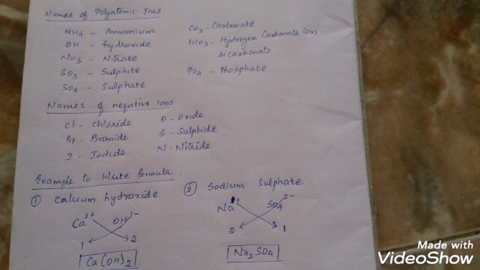 Names of Polyatomic Ions
NH4 - Ammonium
OH - hydroxide
NO3 - Nitrate
SO3 - Sulphite
SO4 - Sulphate
CO3 - Carbonate
HCO3 - Hydrogen Carbonate (or)
bicarbonate
PO4 - Phosphate
Names of negative ions
Cl - Chloride
Br - Bromide
I - Iodide
O - Oxide
S - Sulphide
N - Nitride
Example to write formula :
① Calcium hydroxide
Ca2+ OH1-
1 2
Ca(OH)2
② Sodium Sulphate
Na+ SO4 2-
2 1
Na2SO4
Made with
VideoShow